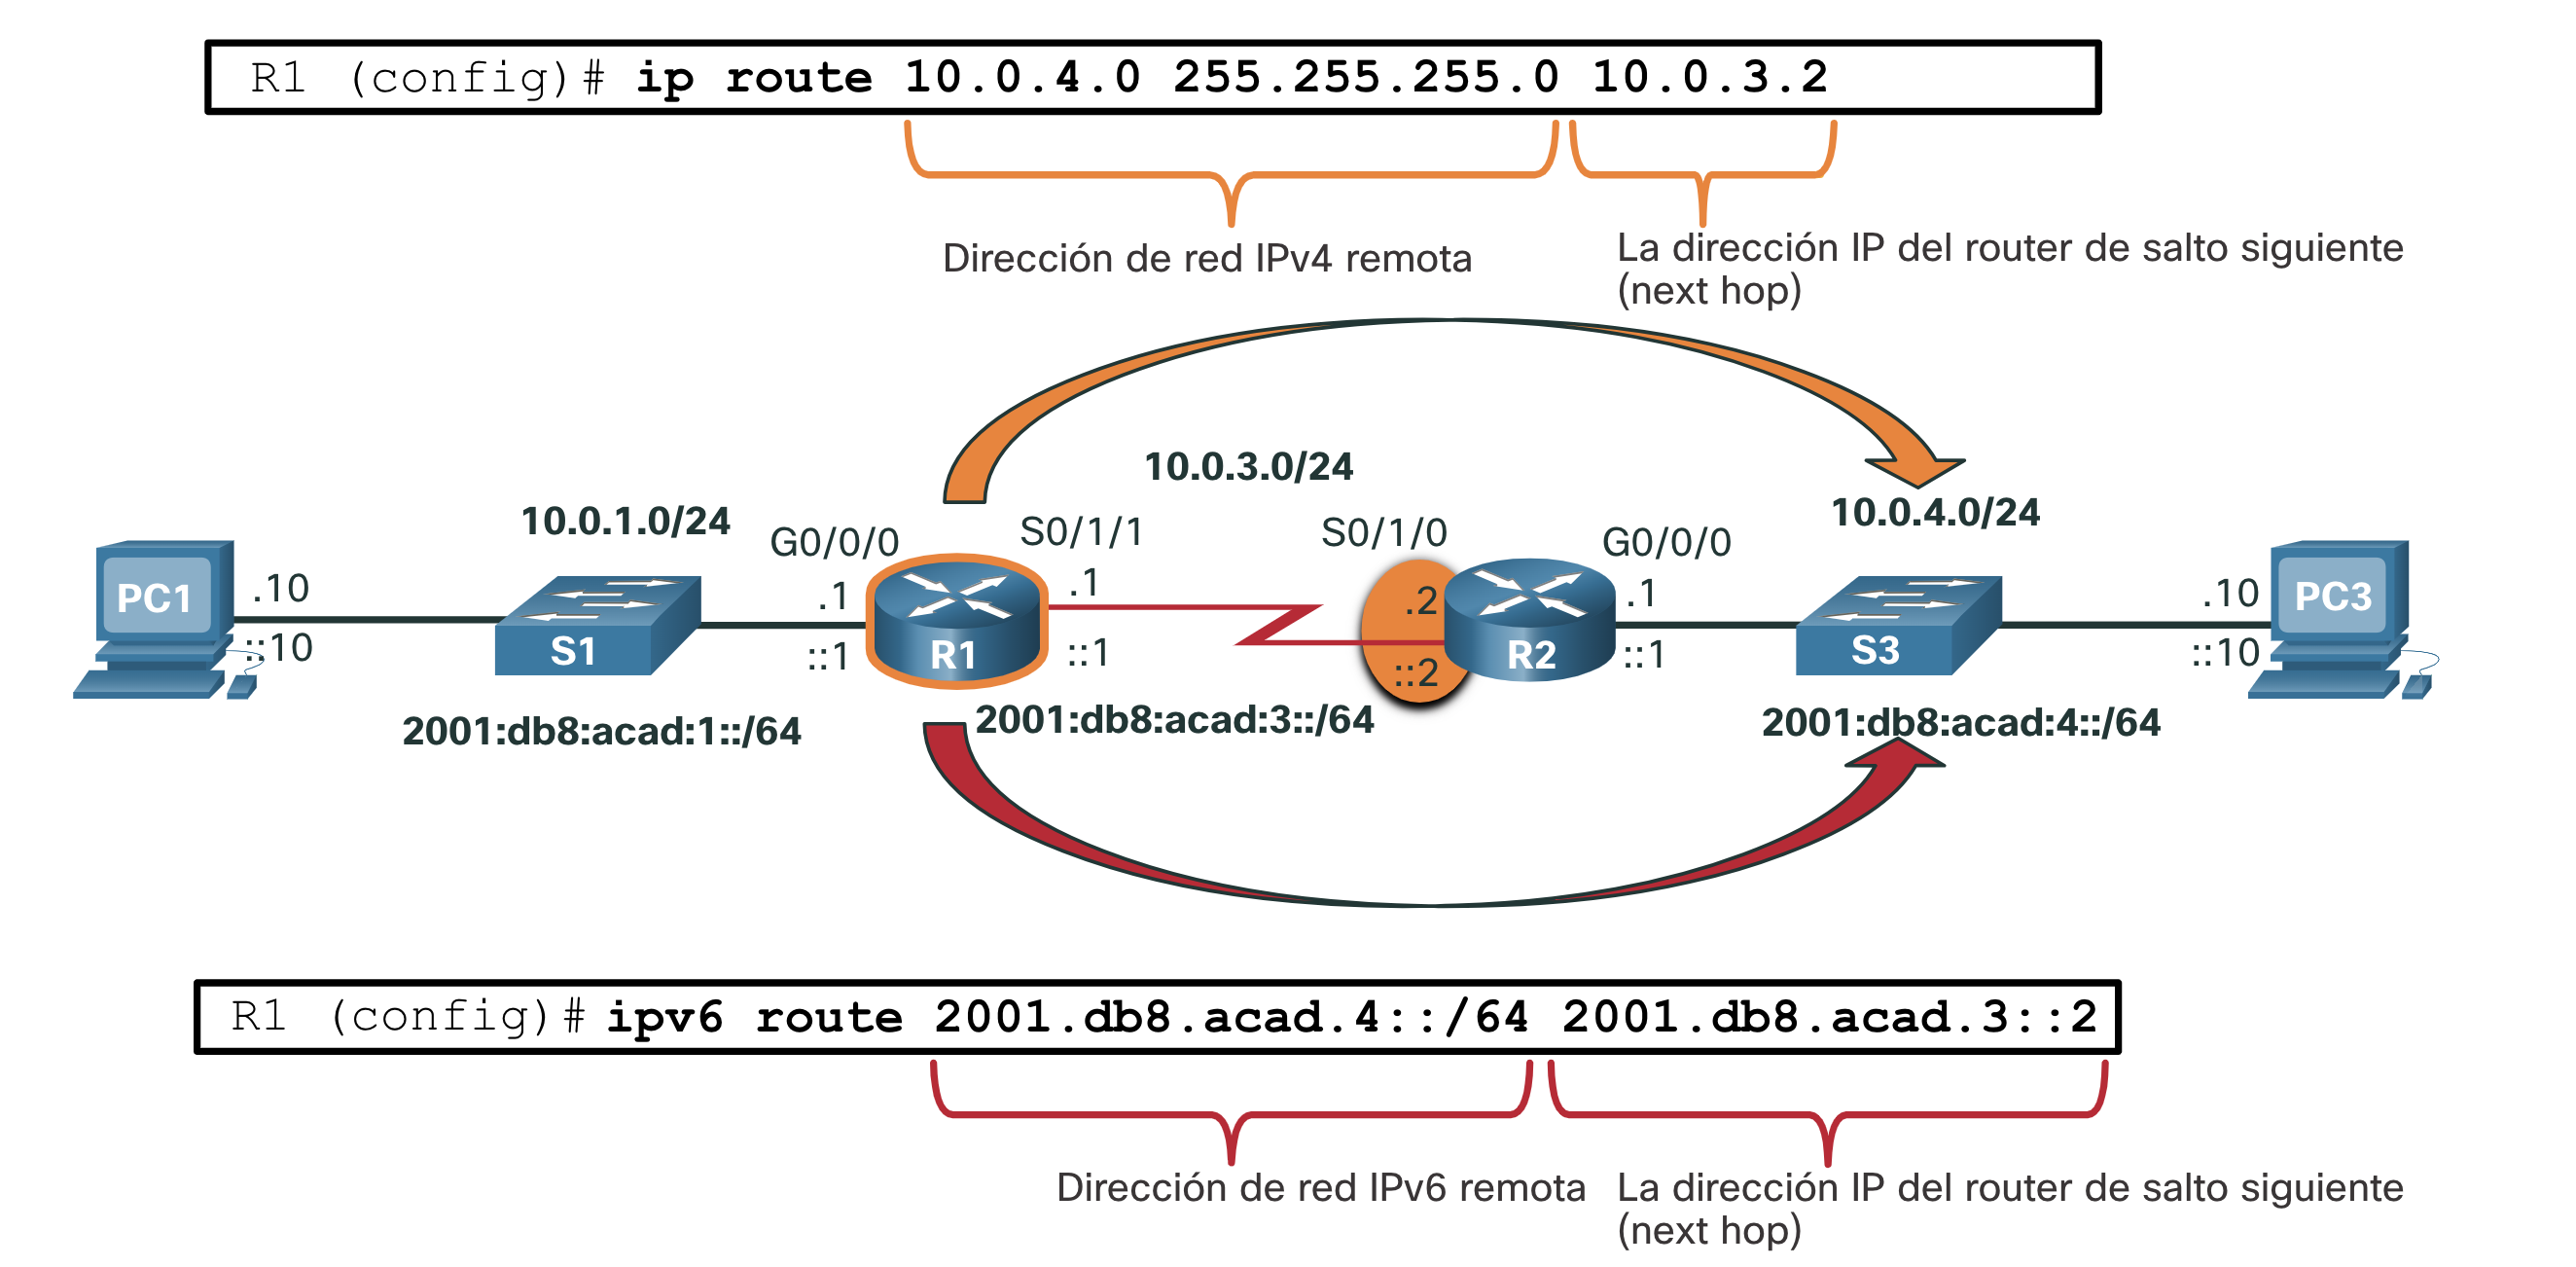 R1 (config)# ip route 10.0.4.0 255.255.255.0 10.0.3.2
Dirección de red IPv4 remota
La dirección IP del router de salto siguiente
(next hop)
10.0.3.0/24
10.0.1.0/24
10.0.4.0/24
G0/0/0
S0/1/1
S0/1/0
G0/0/0
PC1
.10
::10
S1
.1
::1
R1
.1
::1
.2
::2
R2
.1
::1
S3
.10
::10
PC3
2001:db8:acad:1::/64
2001:db8:acad:3::/64
2001:db8:acad:4::/64
R1 (config)# ipv6 route 2001.db8.acad.4::/64 2001.db8.acad.3::2
Dirección de red IPv6 remota
La dirección IP del router de salto siguiente
(next hop)